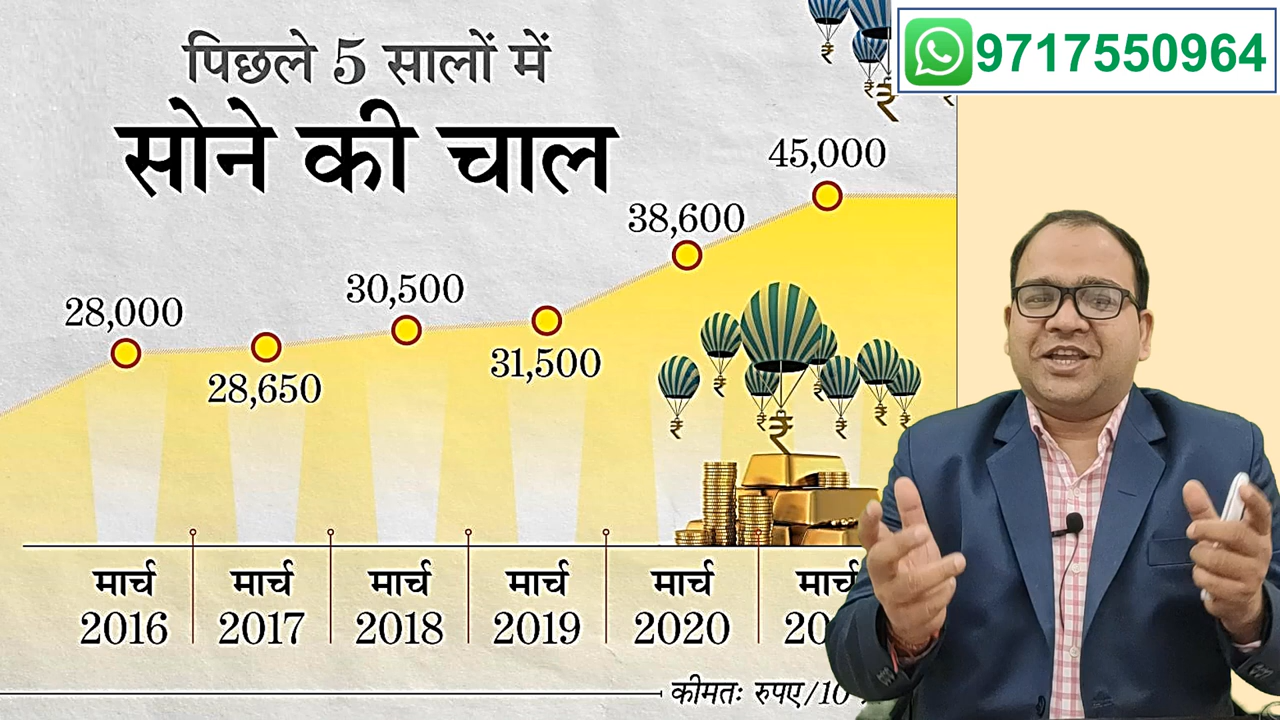 पिछले 5 सालों में
सोने की चाल
9717550964
45,000
38,600
30,500
28,000
31,500
28,650
मार्च मार्च मार्च मार्च मार्च मार्च
2016 2017 2018 2019 2020
कीमतः रुपए/10